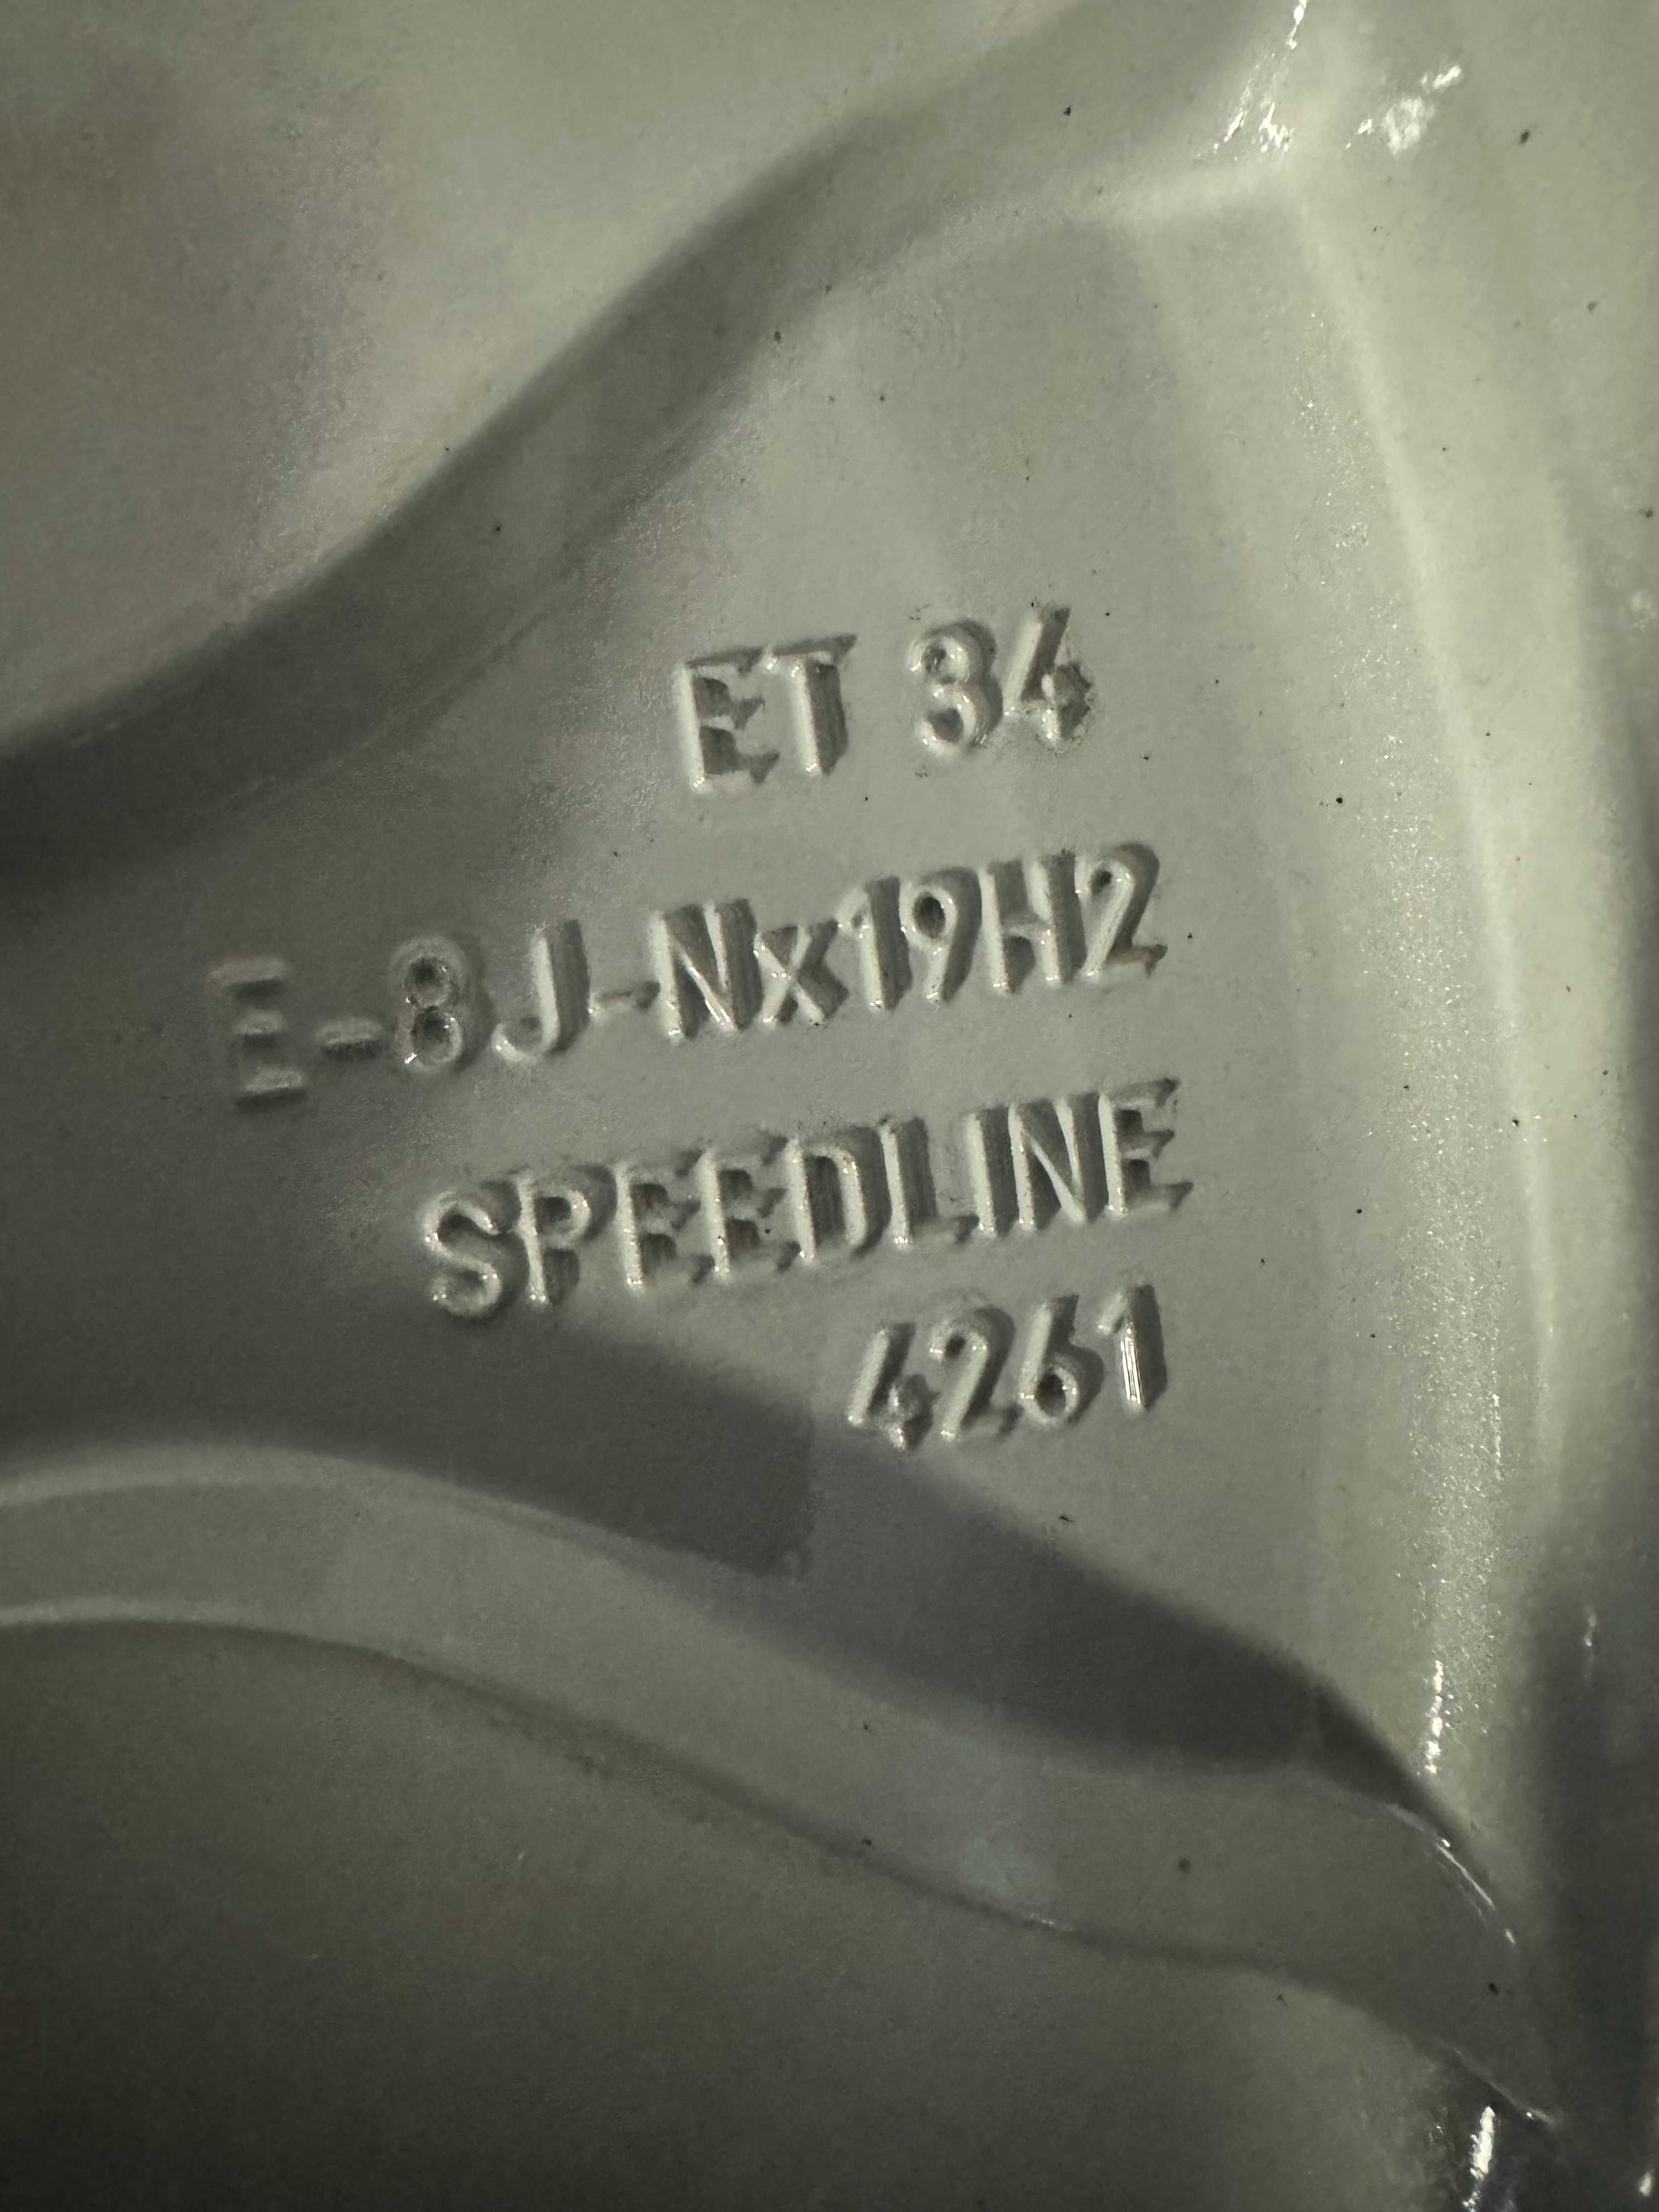 ET 34
E-8J-Nx19H2
SPEEDLINE
4261